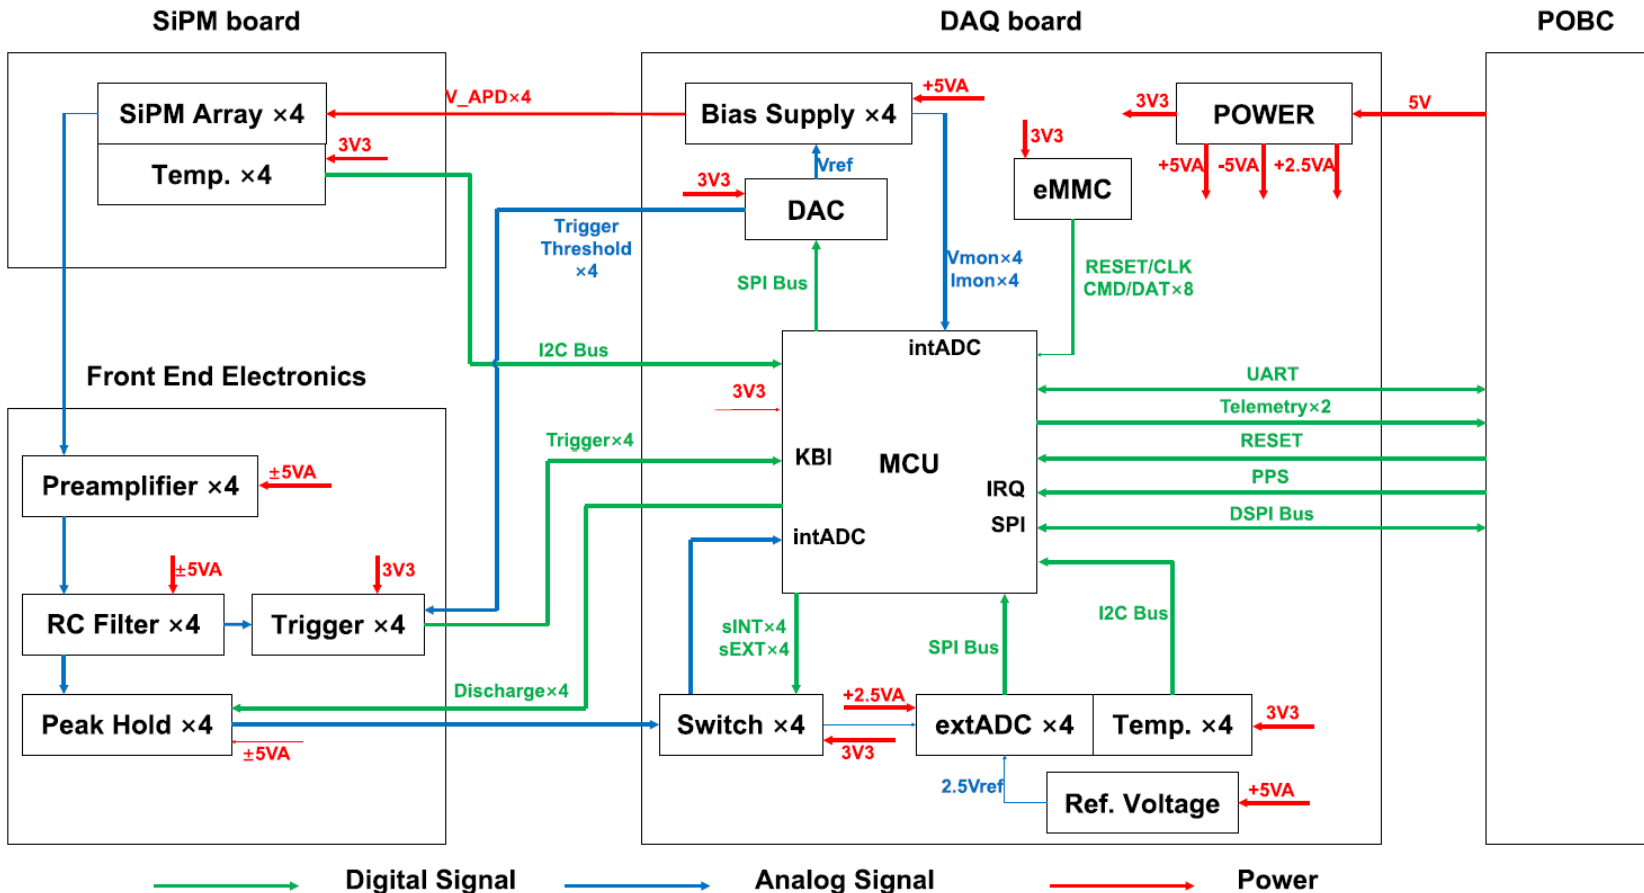 SiPM board
DAQ board
POBC
SiPM Array ×4
Temp. ×4
3V3
V_APD×4
Bias Supply ×4
+5VA
Vref
3V3
DAC
Trigger
Threshold
×4
SPI Bus
Vmon×4
Imon×4
3V3
eMMC
RESET/CLK
CMD/DAT×8
3V3
POWER
5V
+5VA
-5VA
+2.5VA
I2C Bus
intADC
3V3
KBI
MCU
IRQ
SPI
intADC
UART
Telemetry×2
RESET
PPS
DSPI Bus
Front End Electronics
Preamplifier ×4
±5VA
Trigger×4
±5VA
3V3
RC Filter ×4
Trigger ×4
Discharge×4
Peak Hold ×4
±5VA
sINT×4
sEXT×4
SPI Bus
I2C Bus
Switch ×4
+2.5VA
3V3
extADC ×4
Temp. ×4
3V3
2.5Vref
Ref. Voltage
+5VA
Digital Signal
Analog Signal
Power